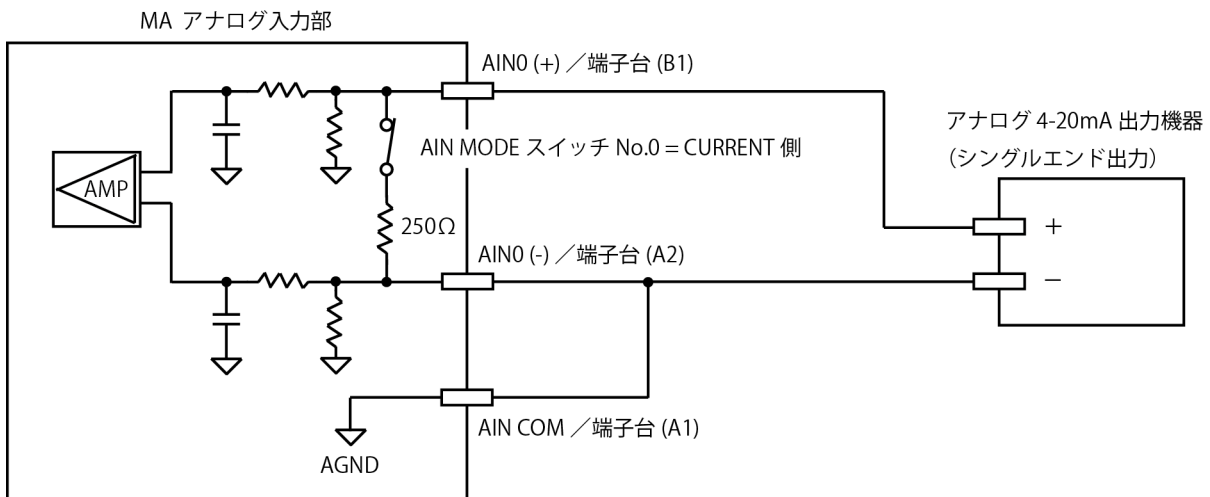 MA アナログ入力部
AIN0 (+) ／端子台 (B1)
アナログ 4-20mA 出力機器
（シングルエンド出力）
AIN MODE スイッチ No.0 = CURRENT 側
AMP
+
250Ω
AIN0 (-) ／端子台 (A2)
−
AIN COM ／端子台 (A1)
AGND